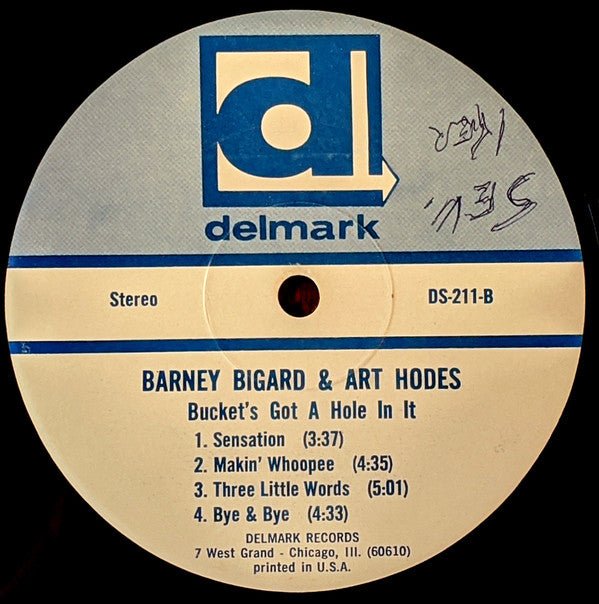 delmark
Stereo
DS-211-B
BARNEY BIGARD & ART HODES
Bucket's Got A Hole In It
1. Sensation (3:37)
2. Makin' Whoopee (4:35)
3. Three Little Words (5:01)
4. Bye & Bye (4:33)
DELMARK RECORDS
7 West Grand - Chicago, Ill. (60610)
printed in U.S.A.